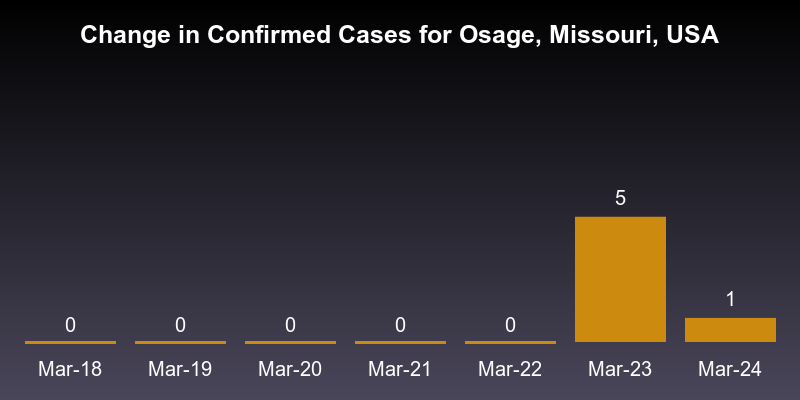 Change in Confirmed Cases for Osage, Missouri, USA
5
1
0 0 0 0 0
Mar-18 Mar-19 Mar-20 Mar-21 Mar-22 Mar-23 Mar-24